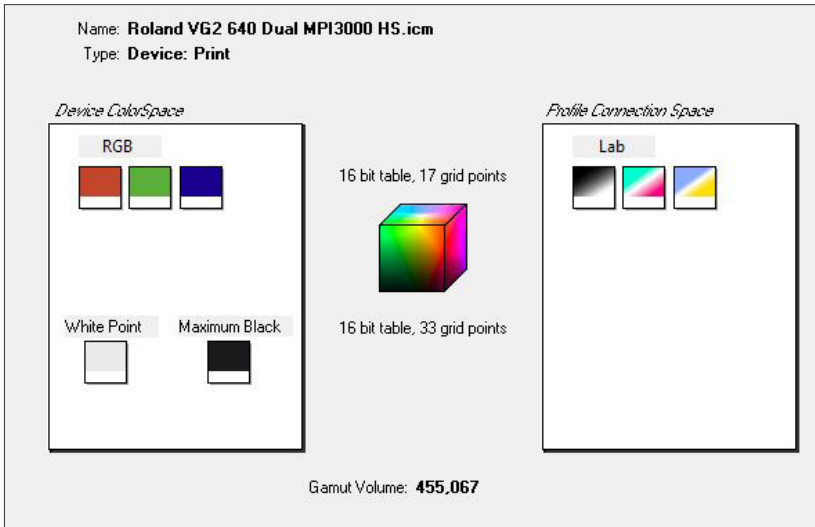 Name: Roland VG2 640 Dual MPI3000 HS.icm
Type: Device: Print
Device ColorSpace
Profile Connection Space
RGB
Lab
16 bit table, 17 grid points
White Point
Maximum Black
16 bit table, 33 grid points
Gamut Volume: 455,067